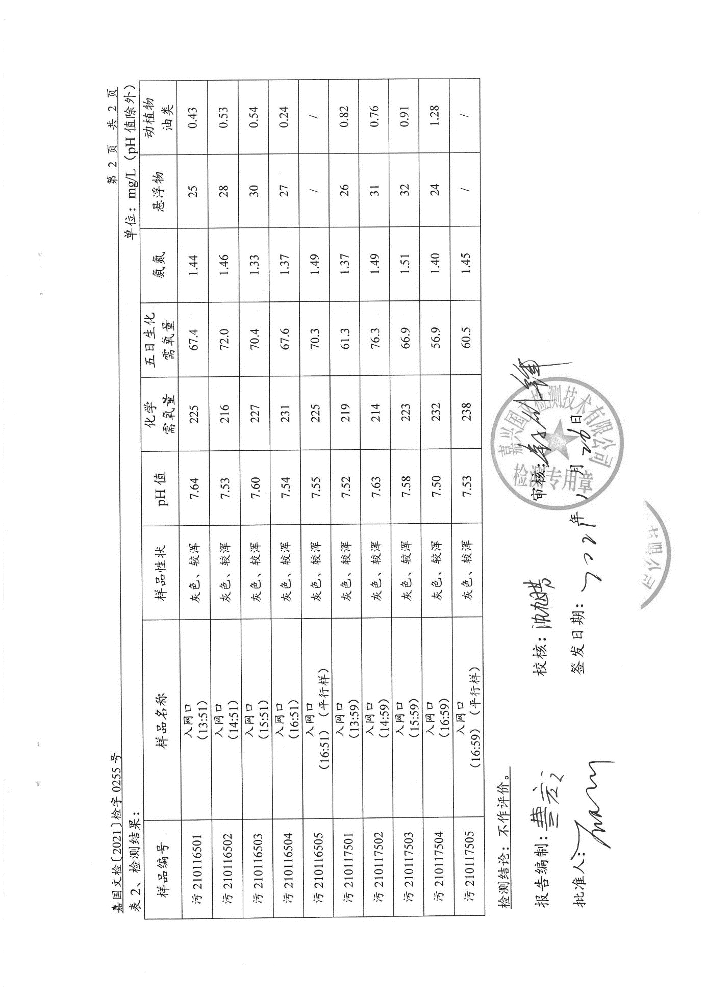 嘉国文检〔2021〕检字 0255 号 第 2 页 共 2 页
表 2、检测结果： 单位：mg/L（pH 值除外）
样品编号 样品名称 样品性状 pH 值 化学需氧量 五日生化需氧量 氨氮 悬浮物 动植物油类
污 210116501 入网口（13:51） 灰色、较浑 7.64 225 67.4 1.44 25 0.43
污 210116502 入网口（14:51） 灰色、较浑 7.53 216 72.0 1.46 28 0.53
污 210116503 入网口（15:51） 灰色、较浑 7.60 227 70.4 1.33 30 0.54
污 210116504 入网口（16:51） 灰色、较浑 7.54 231 67.6 1.37 27 0.24
污 210116505 入网口（16:51）（平行样） 灰色、较浑 7.55 225 70.3 1.49 / /
污 210117501 入网口（13:59） 灰色、较浑 7.52 219 61.3 1.37 26 0.82
污 210117502 入网口（14:59） 灰色、较浑 7.63 214 76.3 1.49 31 0.76
污 210117503 入网口（15:59） 灰色、较浑 7.58 223 66.9 1.51 32 0.91
污 210117504 入网口（16:59） 灰色、较浑 7.50 232 56.9 1.40 24 1.28
污 210117505 入网口（16:59）（平行样） 灰色、较浑 7.53 238 60.5 1.45 / /
检测结论：不作评价。
报告编制： 校核： 审核：
批准人： 签发日期：2021年1月26日
嘉兴国 检测技术有限公司
检测专用章
限公司